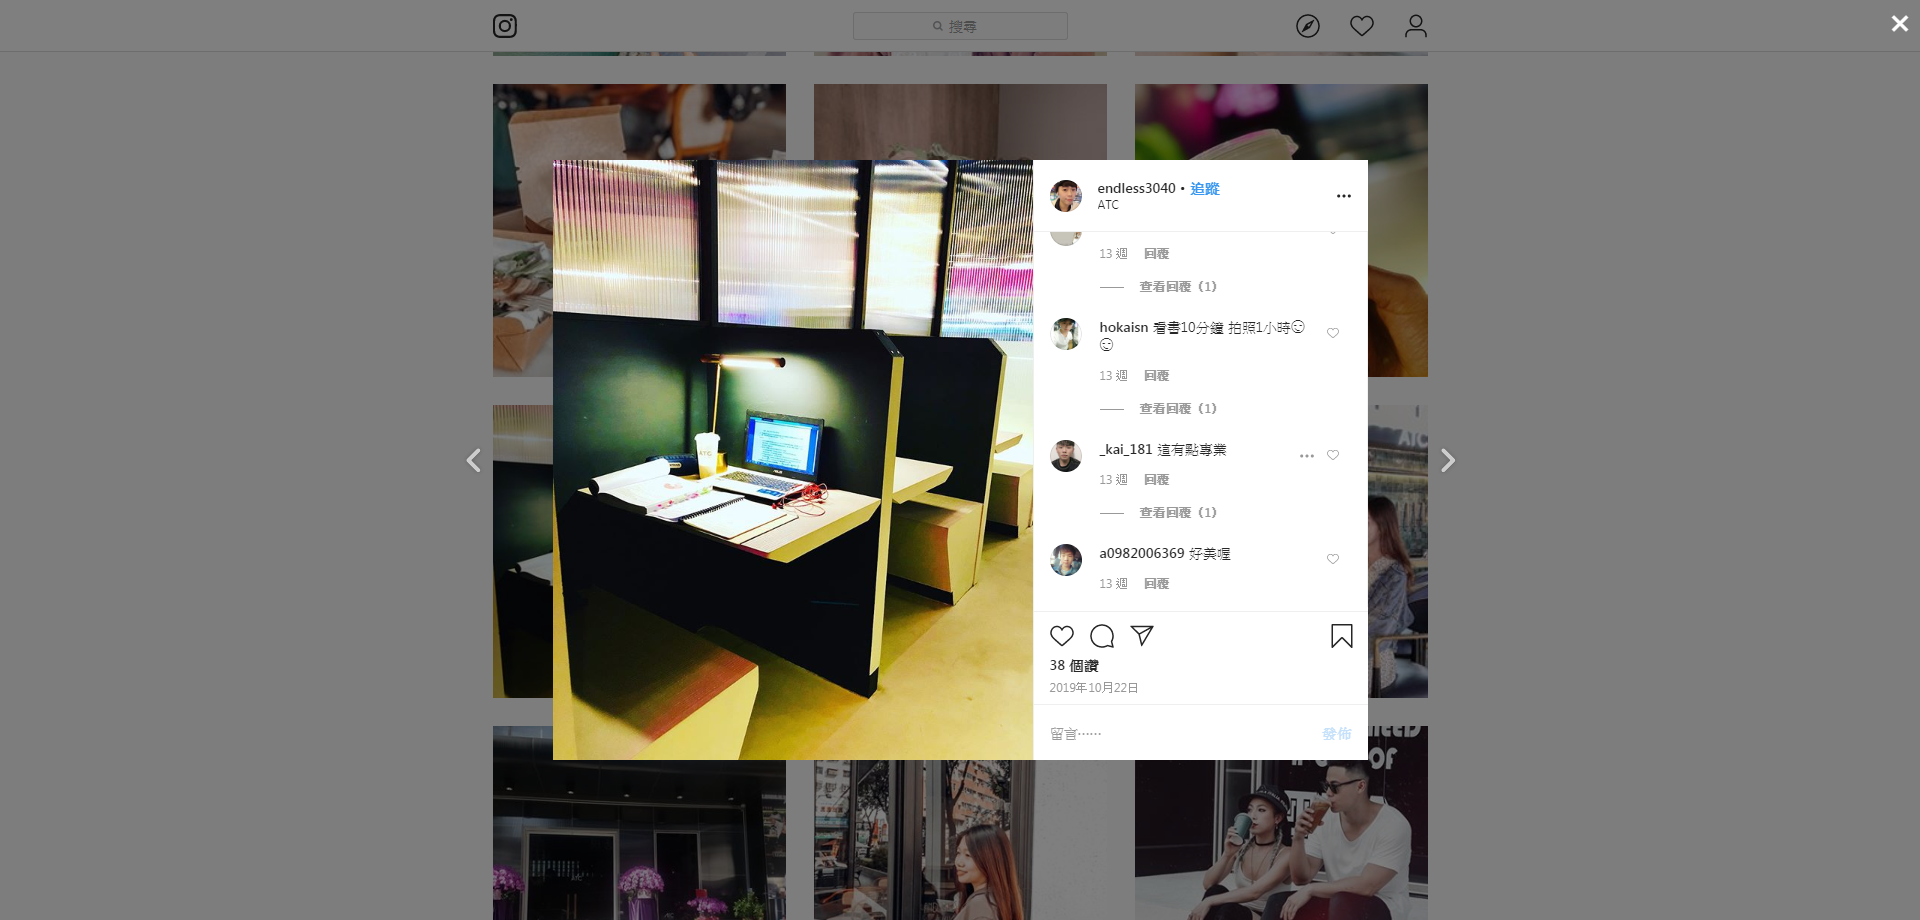 搜尋
endless3040 • 追蹤
ATC
13 週 回覆
查看回覆（1）
hokaisn 看書10分鐘 拍照1小時😌
😌
13 週 回覆
查看回覆（1）
_kai_181 這有點專業
13 週 回覆
查看回覆（1）
a0982006369 好美喔
13 週 回覆
38 個讚
2019年10月22日
留言⋯⋯
發佈
ATC
OF